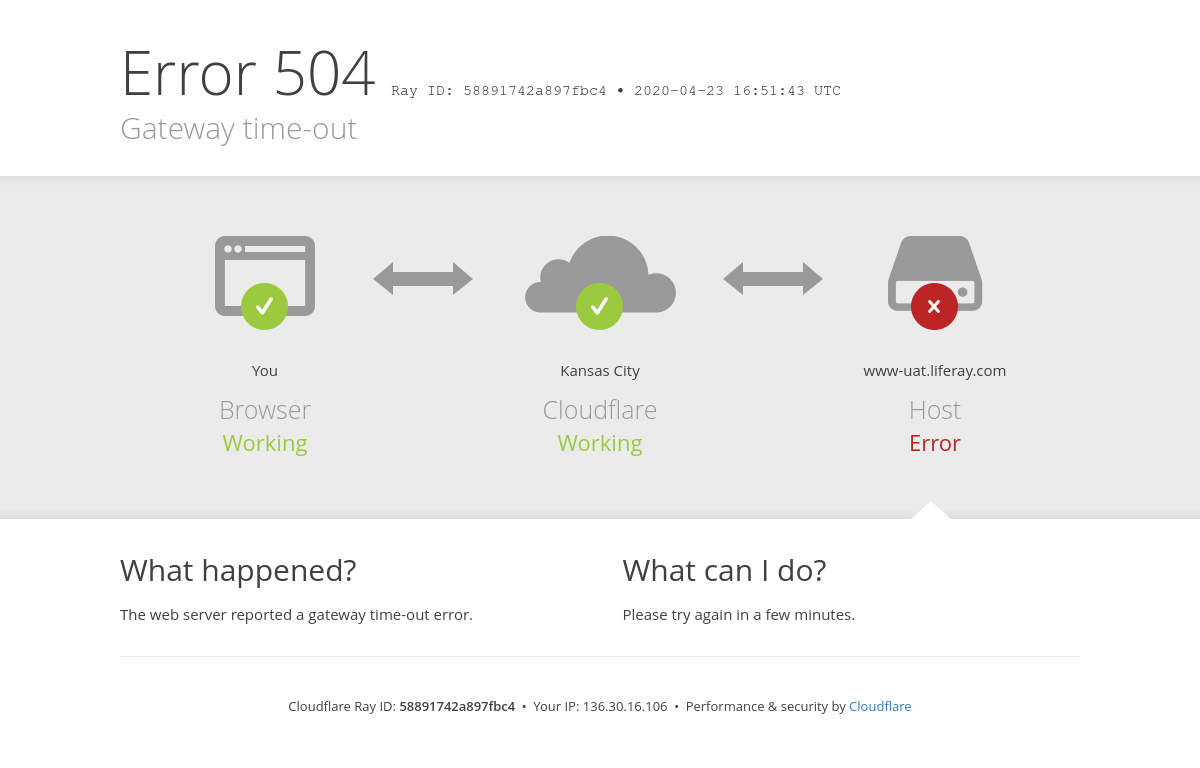 Error 504 Ray ID: 58891742a897fbc4 • 2020-04-23 16:51:43 UTC
Gateway time-out
You
Browser
Working
Kansas City
Cloudflare
Working
www-uat.liferay.com
Host
Error
What happened?
The web server reported a gateway time-out error.
What can I do?
Please try again in a few minutes.
Cloudflare Ray ID: 58891742a897fbc4 • Your IP: 136.30.16.106 • Performance & security by Cloudflare